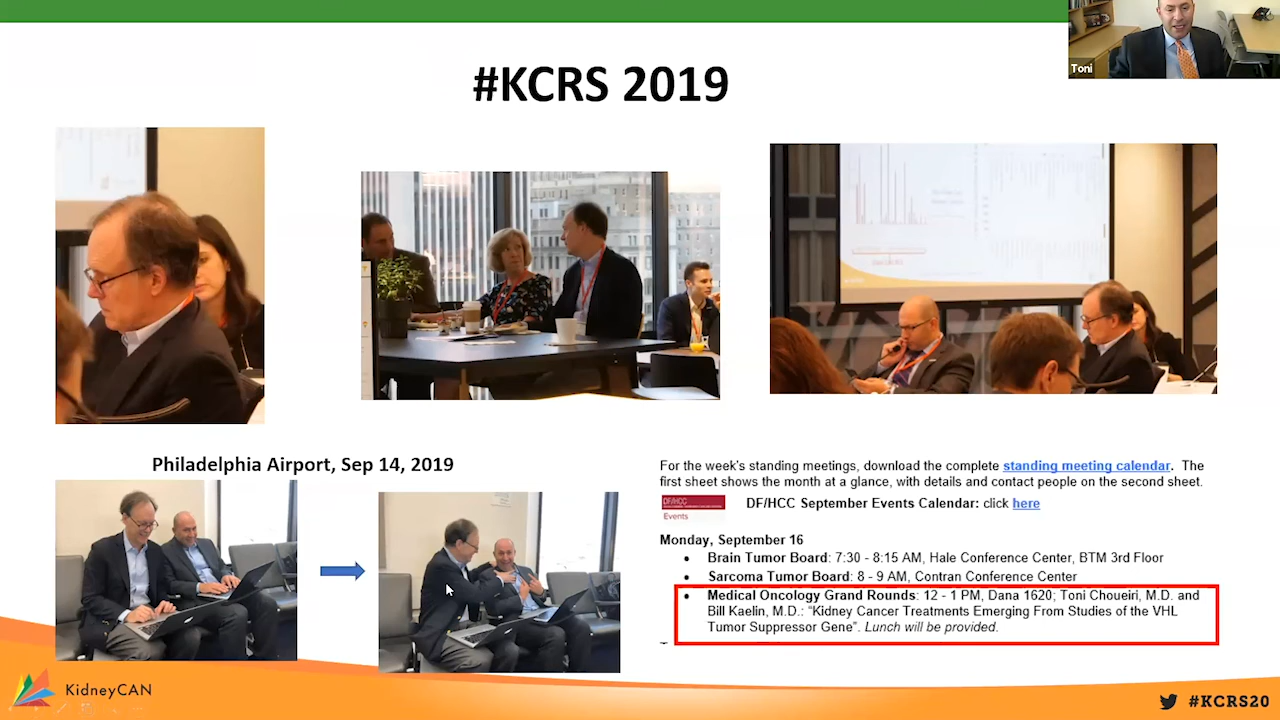 Toni
#KCRS 2019
Philadelphia Airport, Sep 14, 2019
For the week's standing meetings, download the complete standing meeting calendar. The
first sheet shows the month at a glance, with details and contact people on the second sheet.
DF/HCC
Events
DF/HCC September Events Calendar: click here
Monday, September 16
• Brain Tumor Board: 7:30 - 8:15 AM, Hale Conference Center, BTM 3rd Floor
• Sarcoma Tumor Board: 8 - 9 AM, Contran Conference Center
• Medical Oncology Grand Rounds: 12 - 1 PM, Dana 1620; Toni Choueiri, M.D. and
Bill Kaelin, M.D.: “Kidney Cancer Treatments Emerging From Studies of the VHL
Tumor Suppressor Gene”. Lunch will be provided.
KidneyCAN
#KCRS20